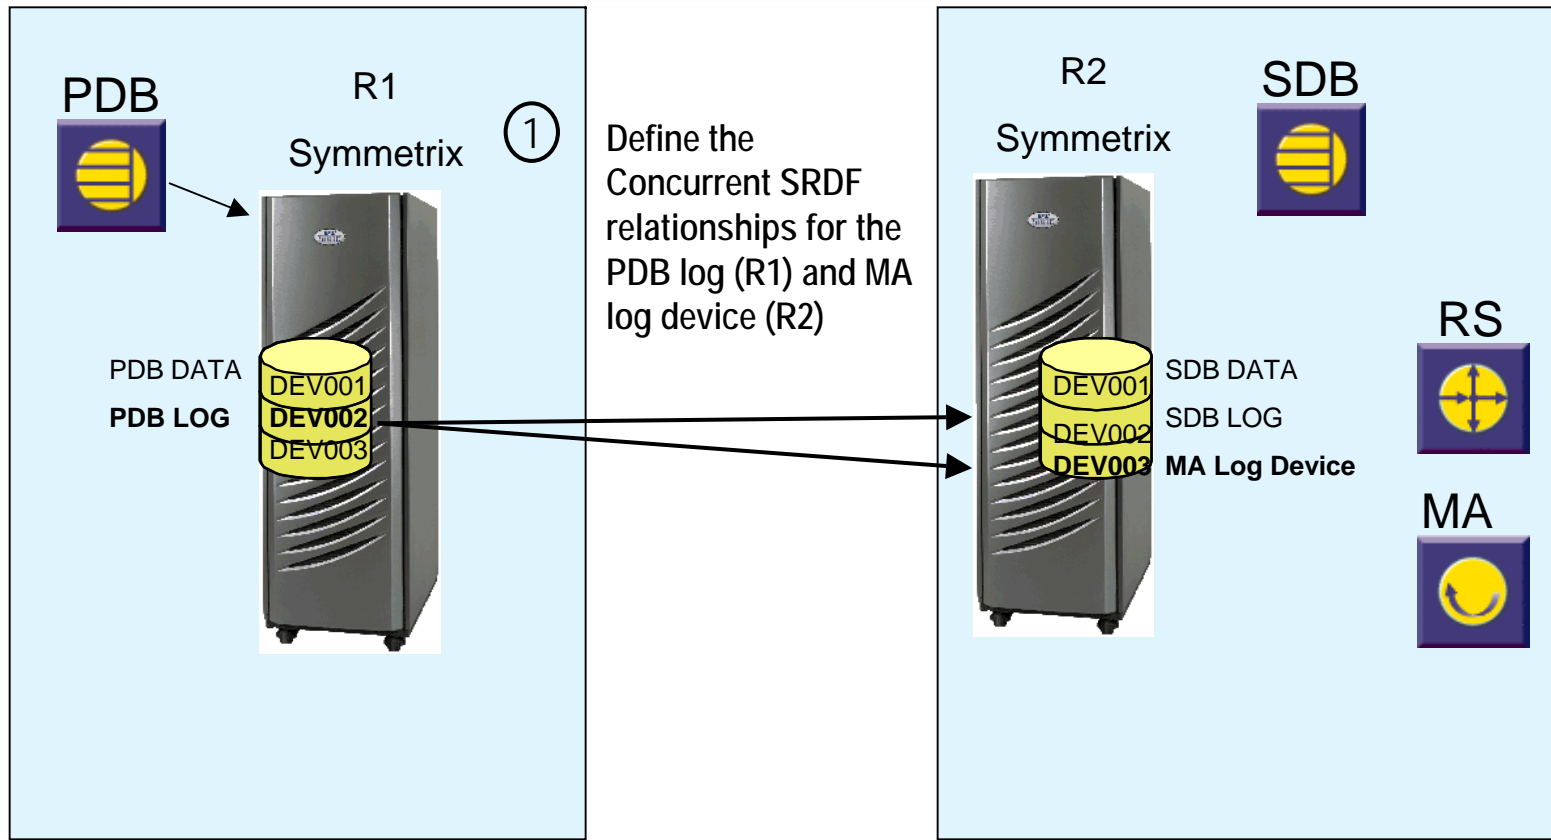 PDB
R1
Symmetrix
1
Define the
Concurrent SRDF
relationships for the
PDB log (R1) and MA
log device (R2)
R2
Symmetrix
SDB
RS
MA
PDB DATA
PDB LOG
DEV001
DEV002
DEV003
DEV001
DEV002
DEV003
SDB DATA
SDB LOG
MA Log Device